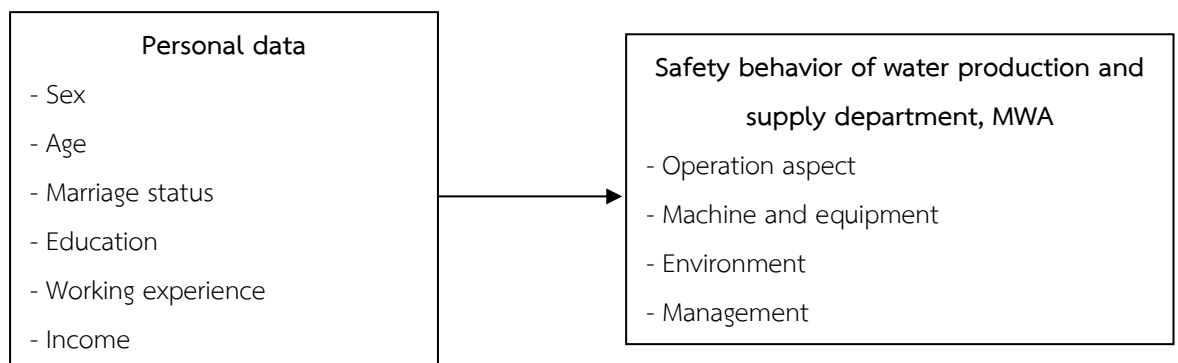 Personal data
- Sex
- Age
- Marriage status
- Education
- Working experience
- Income
Safety behavior of water production and
supply department, MWA
- Operation aspect
- Machine and equipment
- Environment
- Management